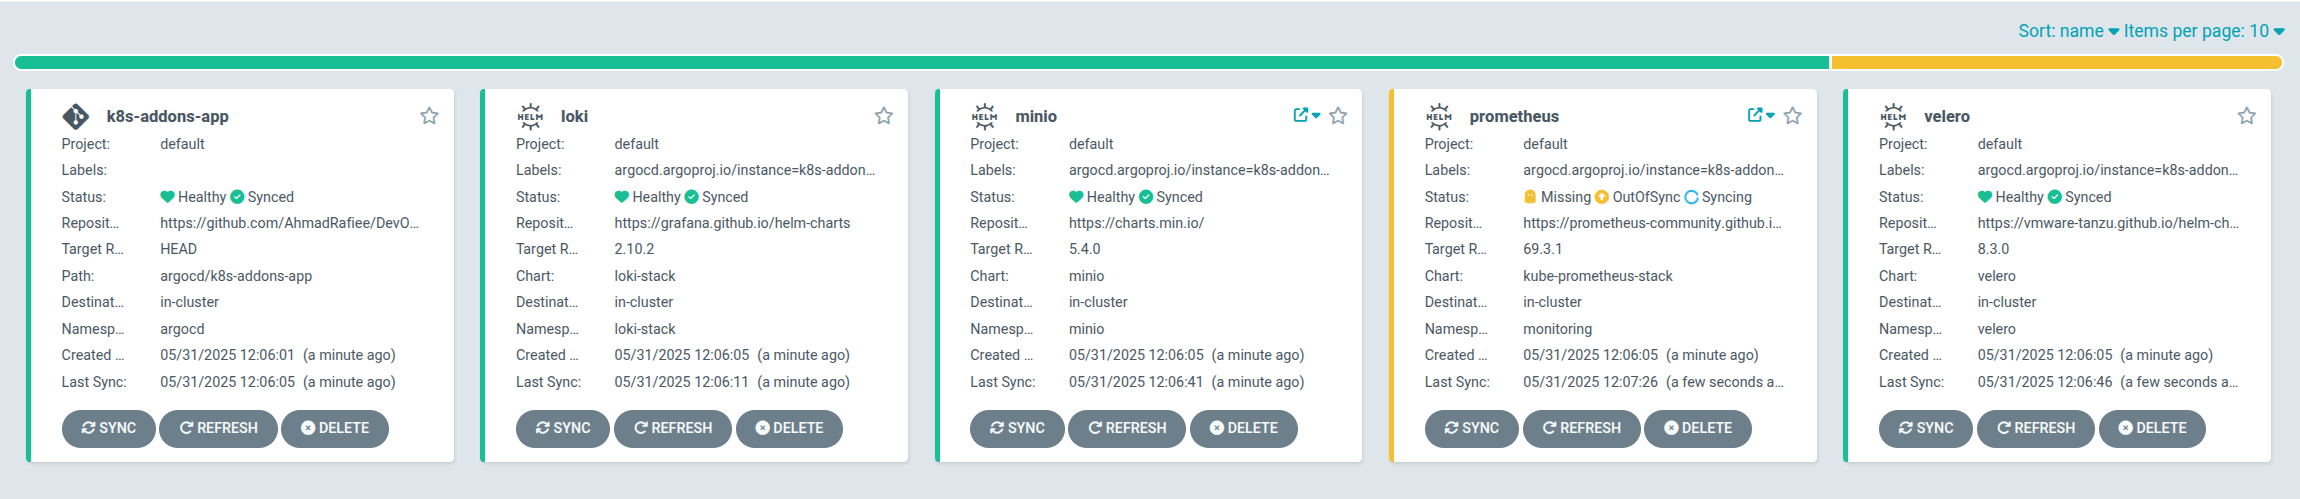 Sort: name Items per page: 10
k8s-addons-app
Project: default
Labels:
Status: Healthy Synced
Reposit... https://github.com/AhmadRafiee/DevO...
Target R... HEAD
Path: argocd/k8s-addons-app
Destinat... in-cluster
Namesp... argocd
Created ... 05/31/2025 12:06:01 (a minute ago)
Last Sync: 05/31/2025 12:06:05 (a minute ago)
SYNC REFRESH DELETE
HELM loki
Project: default
Labels: argocd.argoproj.io/instance=k8s-addon...
Status: Healthy Synced
Reposit... https://grafana.github.io/helm-charts
Target R... 2.10.2
Chart: loki-stack
Destinat... in-cluster
Namesp... loki-stack
Created ... 05/31/2025 12:06:05 (a minute ago)
Last Sync: 05/31/2025 12:06:11 (a minute ago)
SYNC REFRESH DELETE
HELM minio
Project: default
Labels: argocd.argoproj.io/instance=k8s-addon...
Status: Healthy Synced
Reposit... https://charts.min.io/
Target R... 5.4.0
Chart: minio
Destinat... in-cluster
Namesp... minio
Created ... 05/31/2025 12:06:05 (a minute ago)
Last Sync: 05/31/2025 12:06:41 (a minute ago)
SYNC REFRESH DELETE
HELM prometheus
Project: default
Labels: argocd.argoproj.io/instance=k8s-addon...
Status: Missing OutOfSync Syncing
Reposit... https://prometheus-community.github.i...
Target R... 69.3.1
Chart: kube-prometheus-stack
Destinat... in-cluster
Namesp... monitoring
Created ... 05/31/2025 12:06:05 (a minute ago)
Last Sync: 05/31/2025 12:07:26 (a few seconds a...
SYNC REFRESH DELETE
HELM velero
Project: default
Labels: argocd.argoproj.io/instance=k8s-addon...
Status: Healthy Synced
Reposit... https://vmware-tanzu.github.io/helm-ch...
Target R... 8.3.0
Chart: velero
Destinat... in-cluster
Namesp... velero
Created ... 05/31/2025 12:06:05 (a minute ago)
Last Sync: 05/31/2025 12:06:46 (a few seconds a...
SYNC REFRESH DELETE